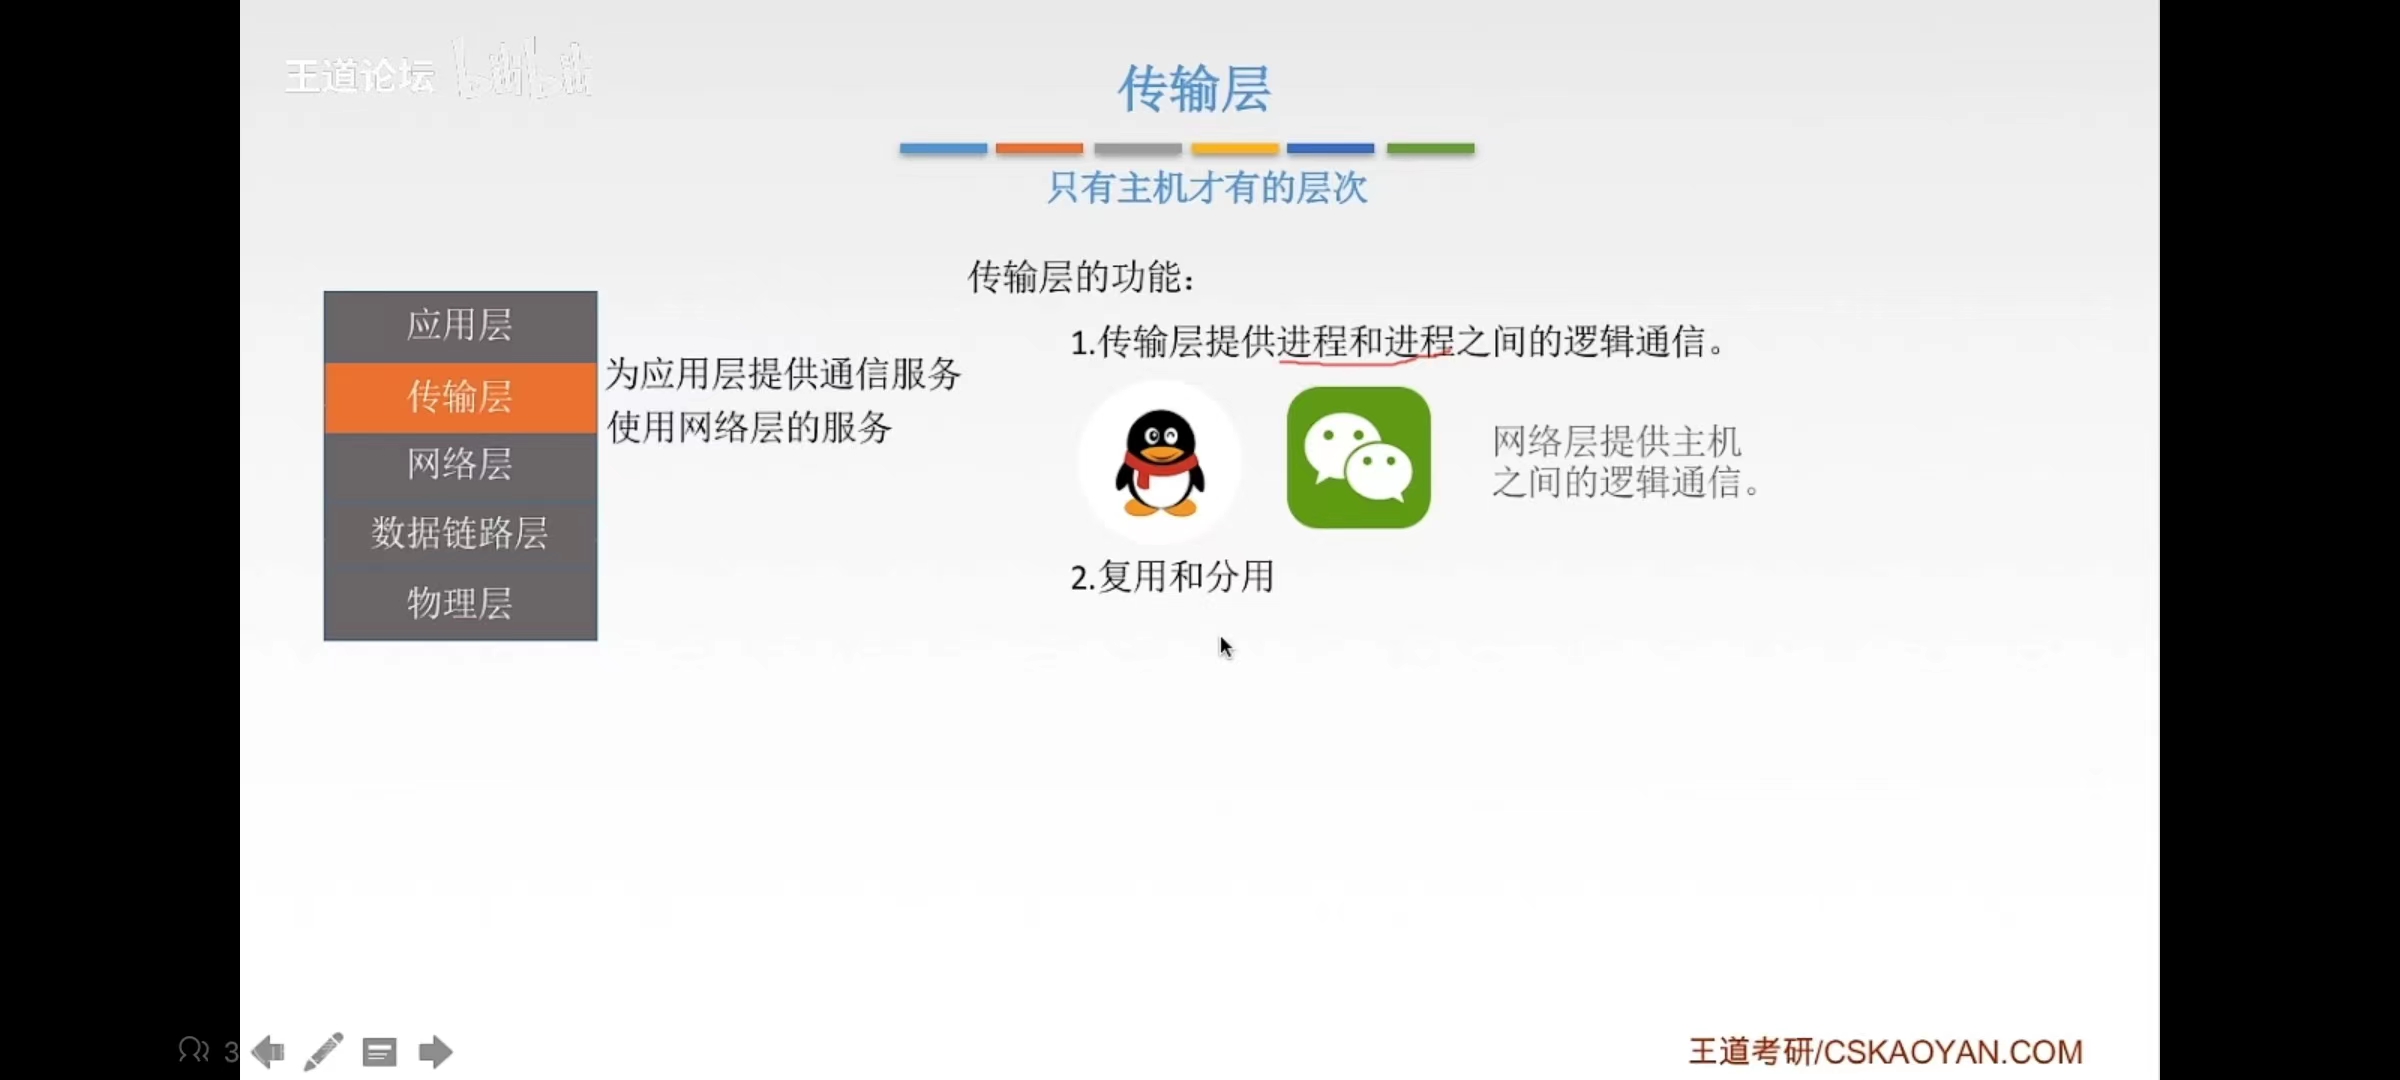 王道论坛 bilibili
传输层
只有主机才有的层次
传输层的功能：
应用层
传输层
网络层
数据链路层
物理层
为应用层提供通信服务
使用网络层的服务
1.传输层提供进程和进程之间的逻辑通信。
网络层提供主机
之间的逻辑通信。
2.复用和分用
3
王道考研/CSKAOYAN.COM